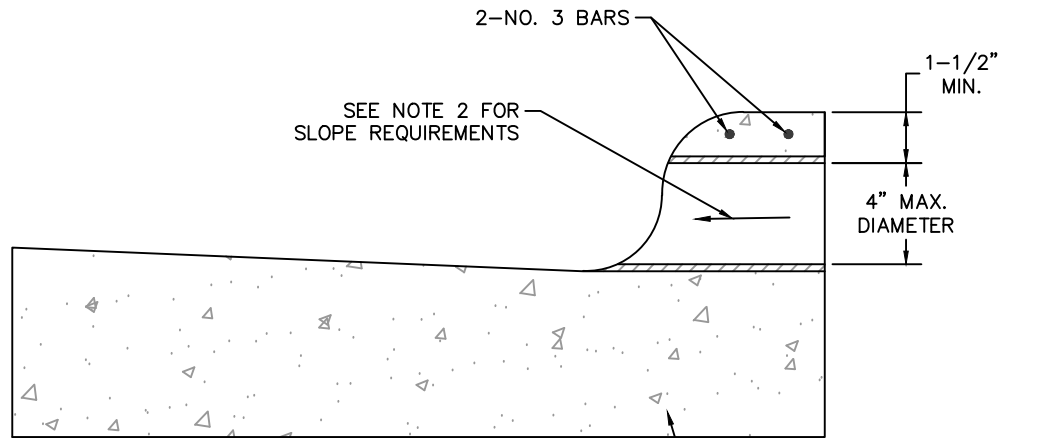 2-NO. 3 BARS
1-1/2"
MIN.
SEE NOTE 2 FOR
SLOPE REQUIREMENTS
4" MAX.
DIAMETER